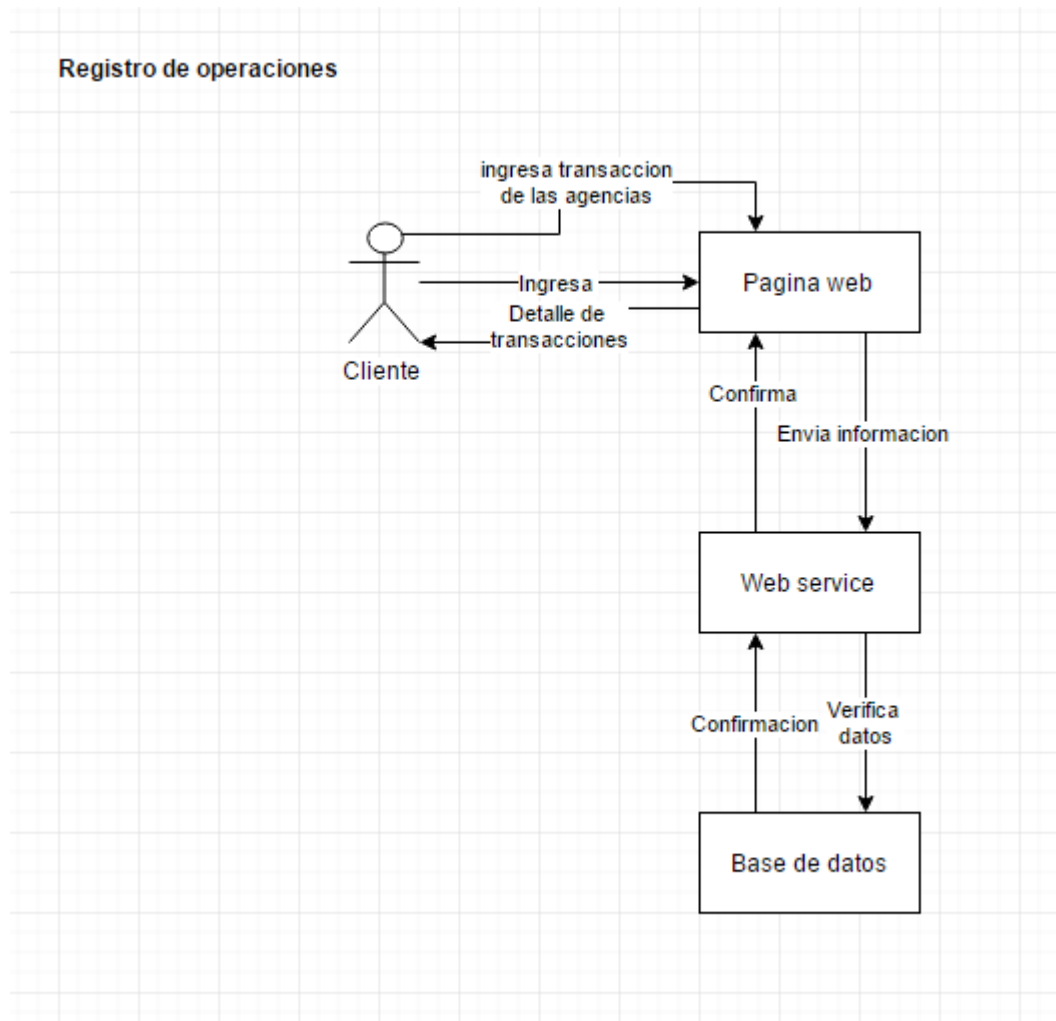 Registro de operaciones
ingresa transaccion
de las agencias
Ingresa
Pagina web
Detalle de
transacciones
Cliente
Confirma
Envia informacion
Web service
Confirmacion
Verifica
datos
Base de datos